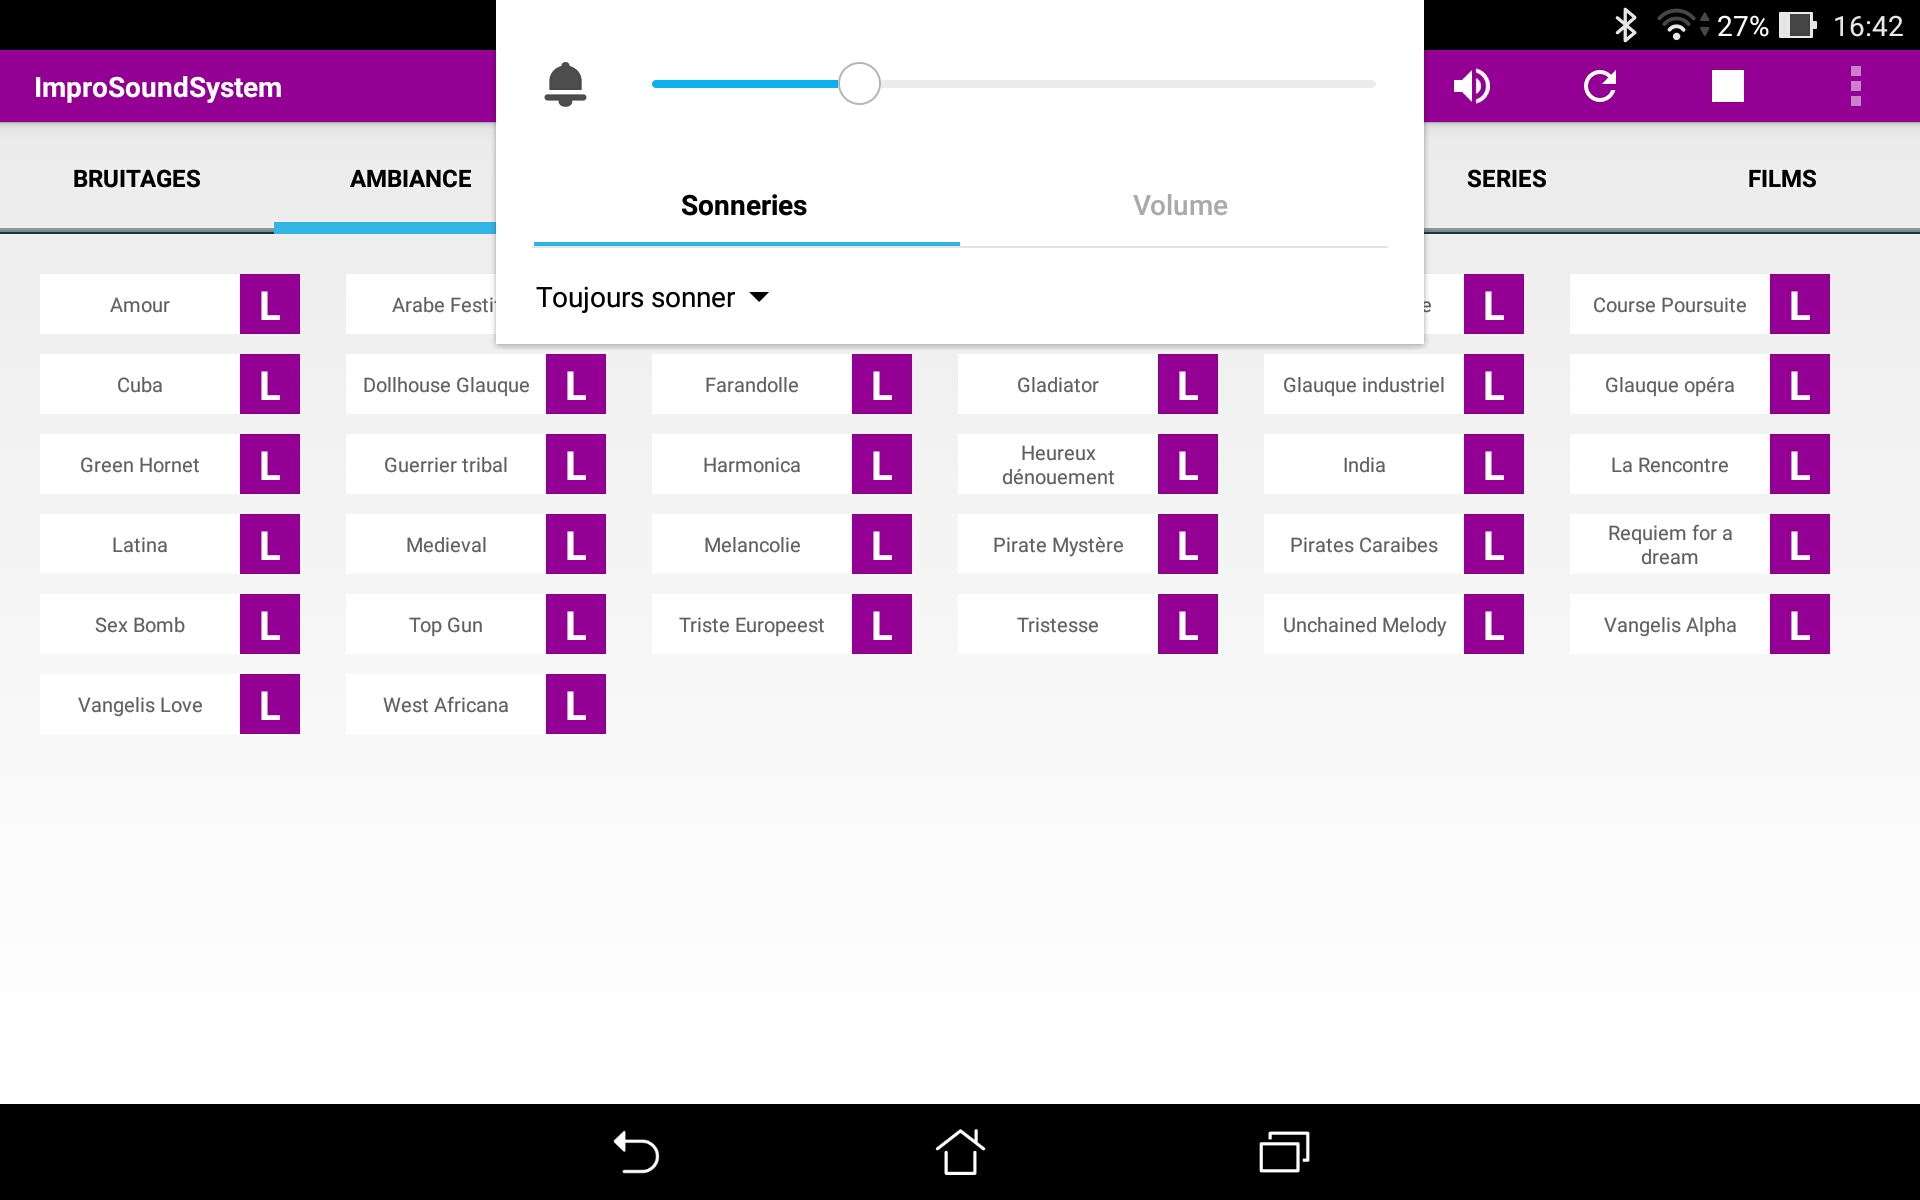 27% 16:42
ImproSoundSystem
BRUITAGES AMBIANCE SERIES FILMS
Sonneries Volume
Toujours sonner
Amour L Arabe L Course Poursuite L
Cuba L Dollhouse Glauque L Farandolle L Gladiator L Glauque industriel L Glauque opéra L
Green Hornet L Guerrier tribal L Harmonica L Heureux L India L La Rencontre L
dénouement
Latina L Medieval L Melancolie L Pirate Mystère L Pirates Caraibes L Requiem for a L
dream
Sex Bomb L Top Gun L Triste Europeest L Tristesse L Unchained Melody L Vangelis Alpha L
Vangelis Love L West Africana L